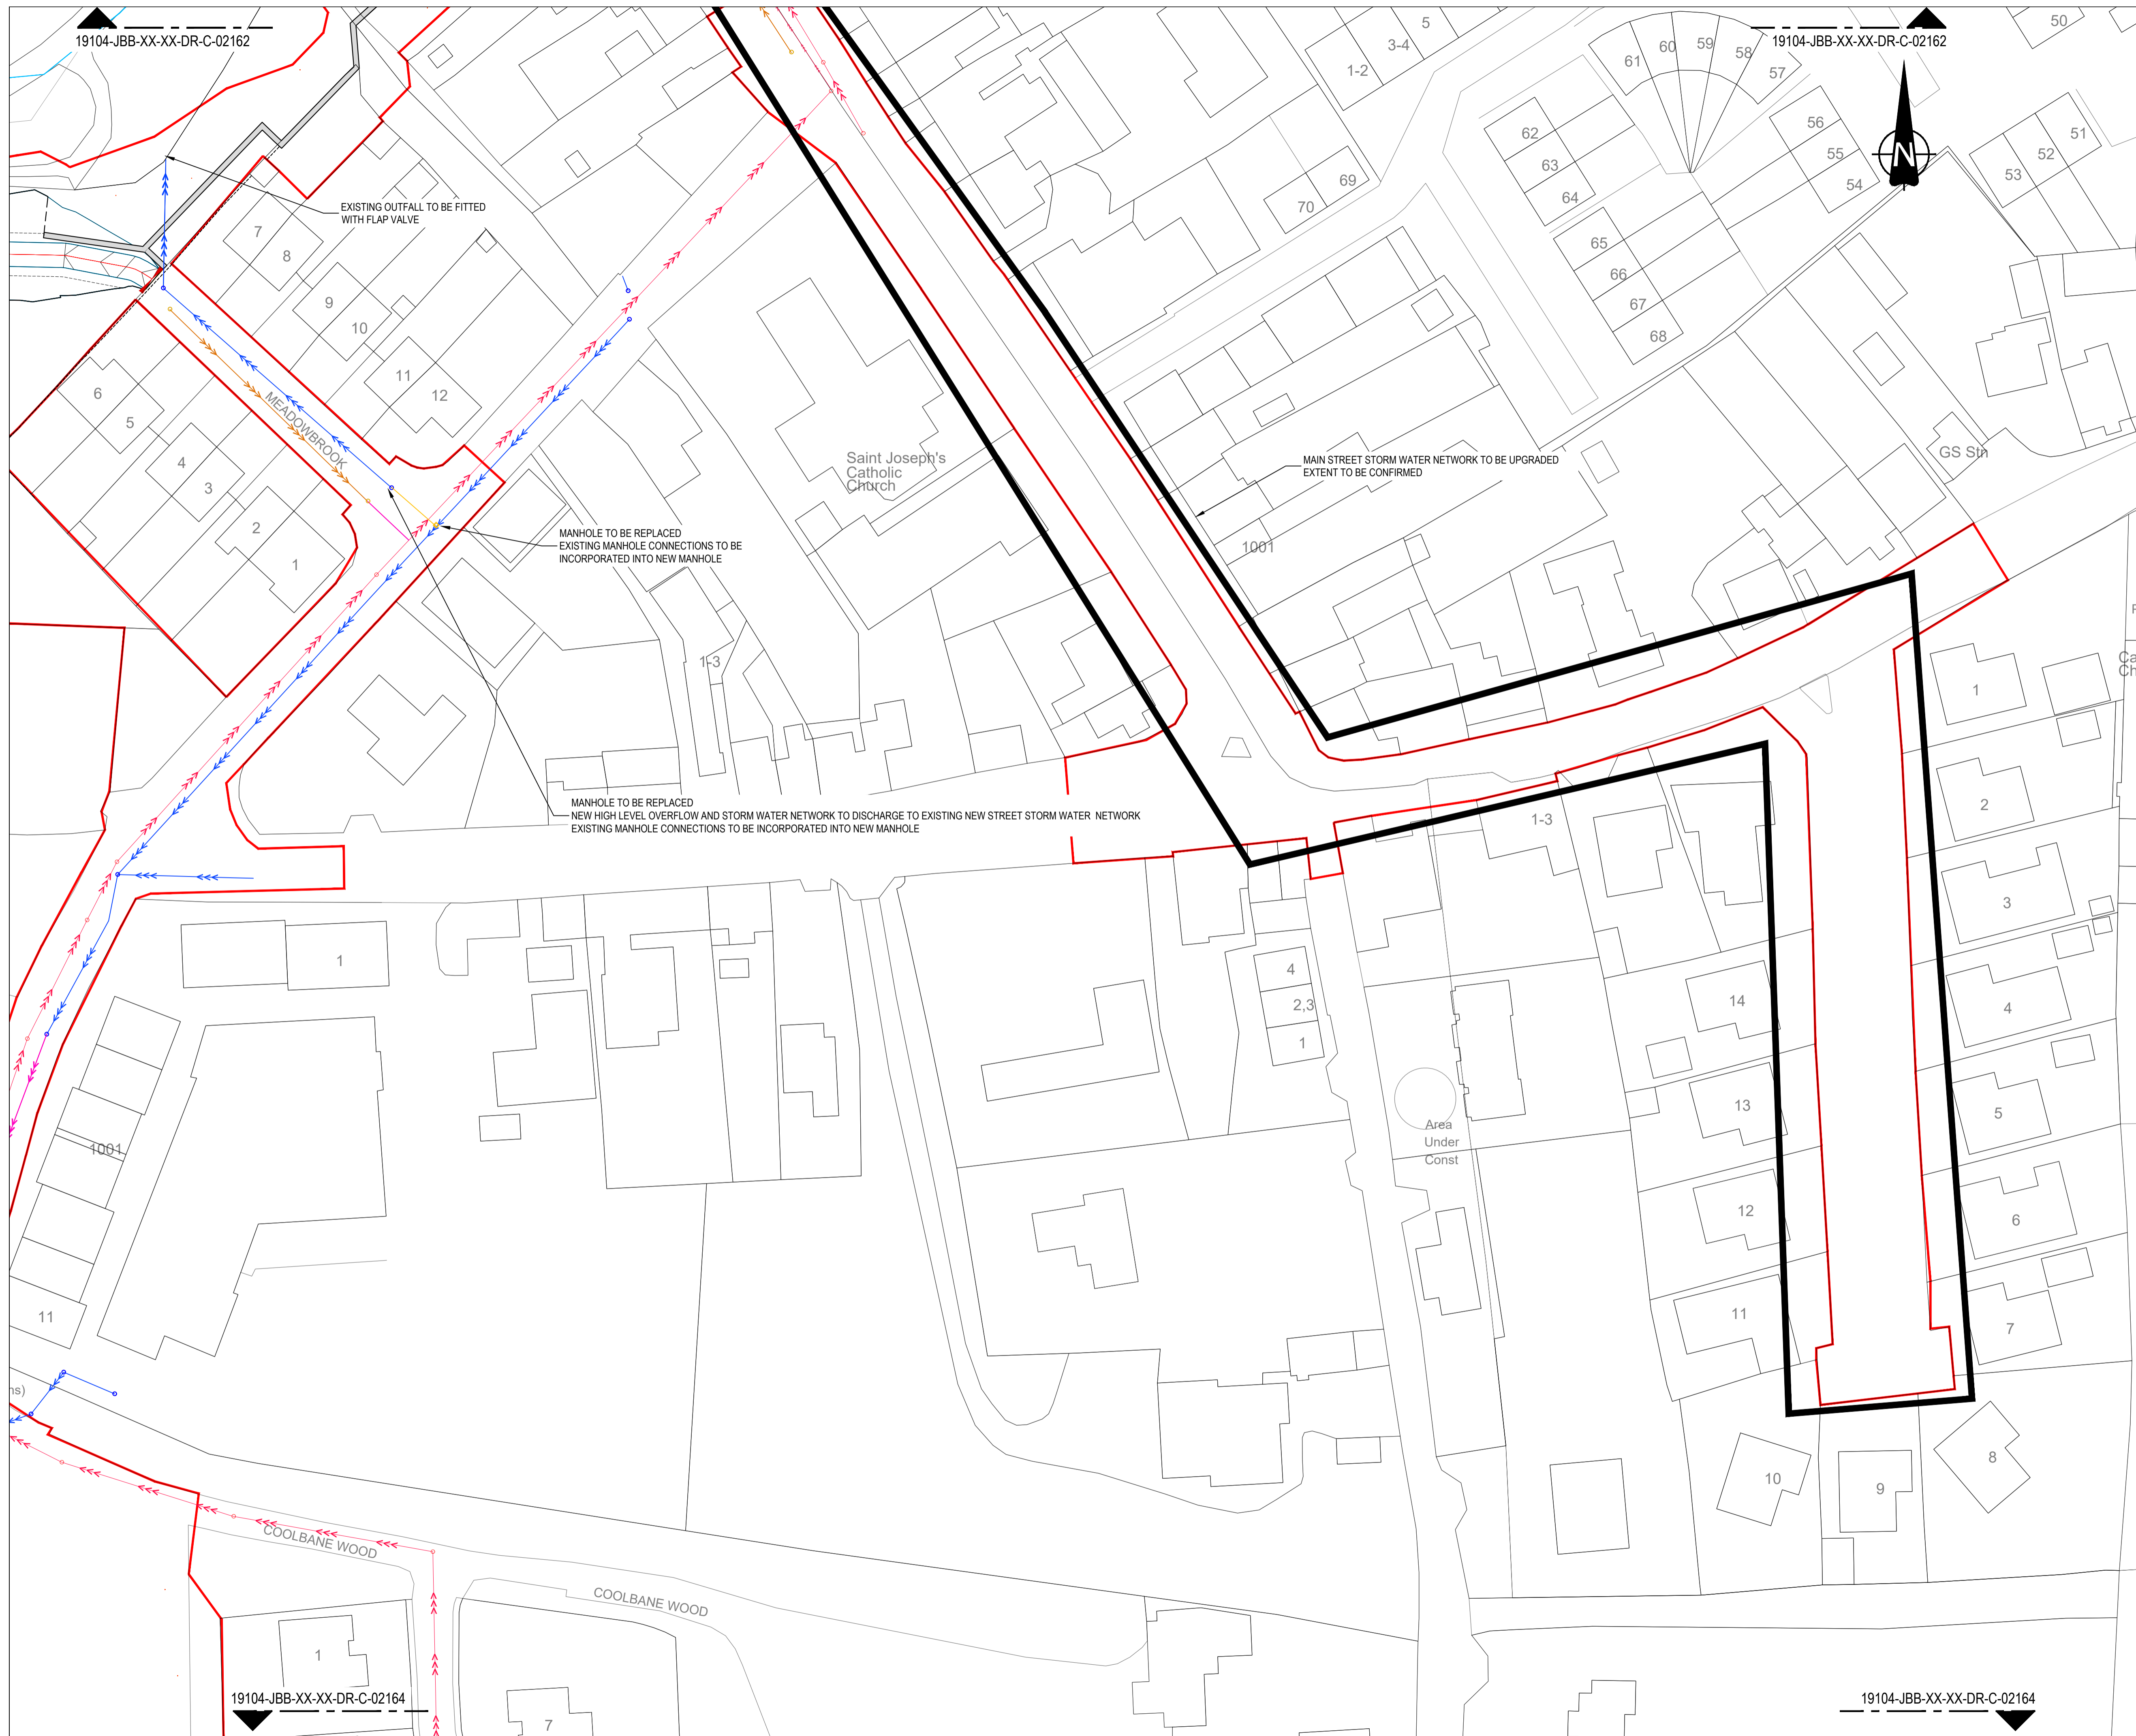 19104-JBB-XX-XX-DR-C-02162
19104-JBB-XX-XX-DR-C-02162
N
50
5
3-4
1-2
61
60
59
58
57
62
63
64
56
55
54
53
52
51
69
70
65
66
67
68
EXISTING OUTFALL TO BE FITTED
WITH FLAP VALVE
7
8
9
10
11
12
6
5
4
3
2
1
MEADOWBROOK
Saint Joseph's
Catholic
Church
MAIN STREET STORM WATER NETWORK TO BE UPGRADED
EXTENT TO BE CONFIRMED
GS Stn
1001
MANHOLE TO BE REPLACED
EXISTING MANHOLE CONNECTIONS TO BE
INCORPORATED INTO NEW MANHOLE
1-3
MANHOLE TO BE REPLACED
NEW HIGH LEVEL OVERFLOW AND STORM WATER NETWORK TO DISCHARGE TO EXISTING NEW STREET STORM WATER NETWORK
EXISTING MANHOLE CONNECTIONS TO BE INCORPORATED INTO NEW MANHOLE
1-3
1
2
3
4
5
6
7
8
9
10
11
12
13
14
1
4
2,3
1
Area
Under
Const
1001
11
COOLBANE WOOD
COOLBANE WOOD
1
7
19104-JBB-XX-XX-DR-C-02164
19104-JBB-XX-XX-DR-C-02164